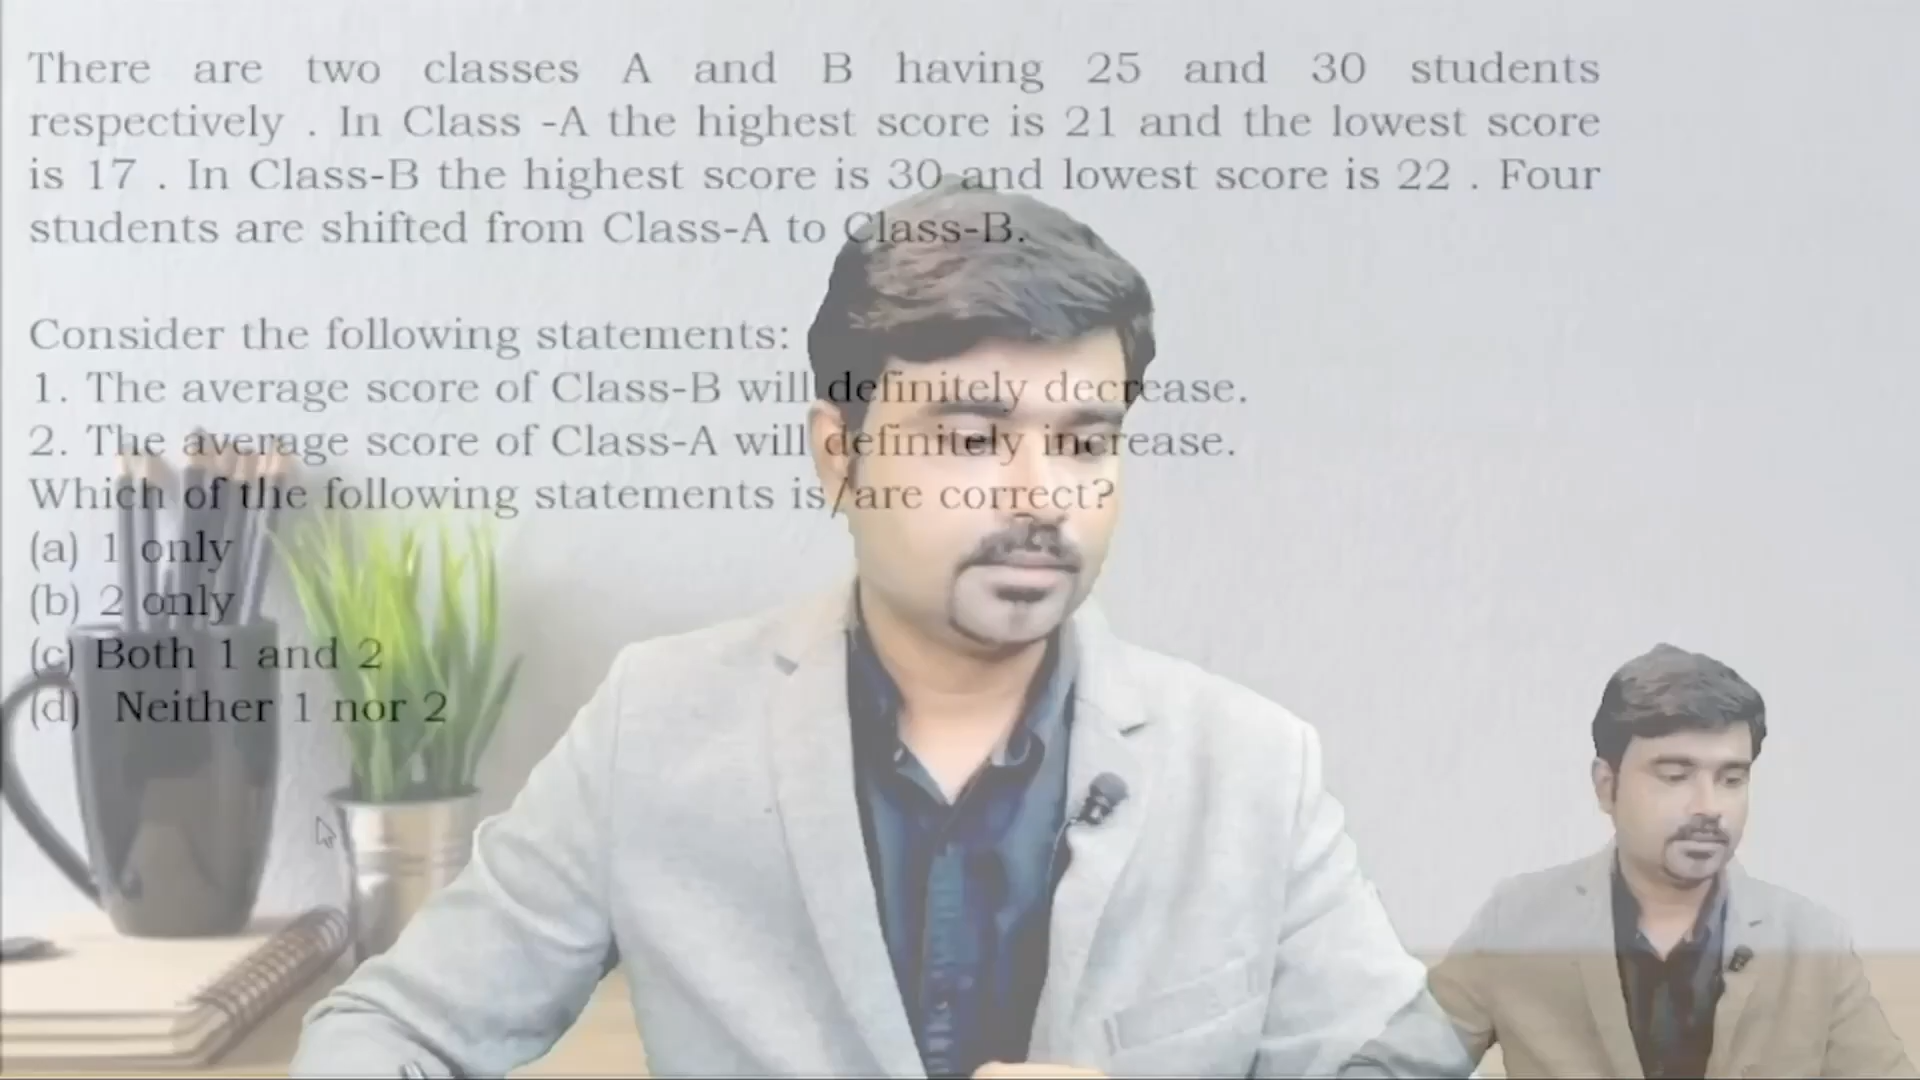 There are two classes A and B having 25 and 30 students
respectively . In Class -A the highest score is 21 and the lowest score
is 17 . In Class-B the highest score is 30 and lowest score is 22 . Four
students are shifted from Class-A to Class-B.
Consider the following statements:
1. The average score of Class-B will definitely decrease.
2. The average score of Class-A will definitely increase.
Which of the following statements is/are correct?
(a) 1 only
(b) 2 only
(c) Both 1 and 2
(d) Neither 1 nor 2